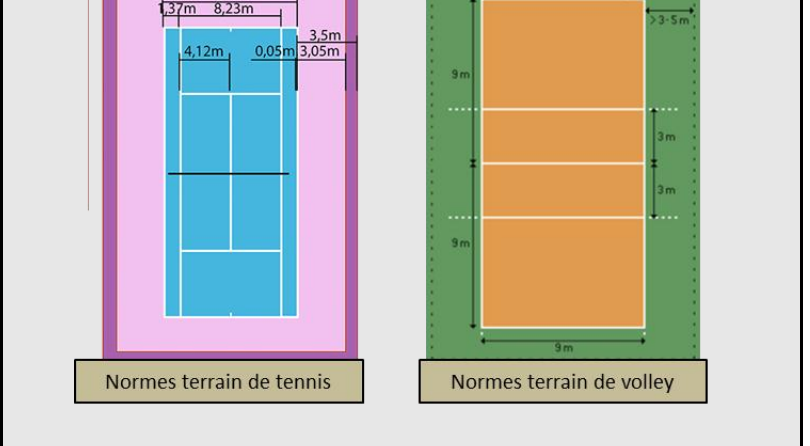 1,37m 8,23m
3,5m
4,12m 0,05m 3,05m
Normes terrain de tennis
>3-5m
9m
3m
3m
9m
9m
Normes terrain de volley